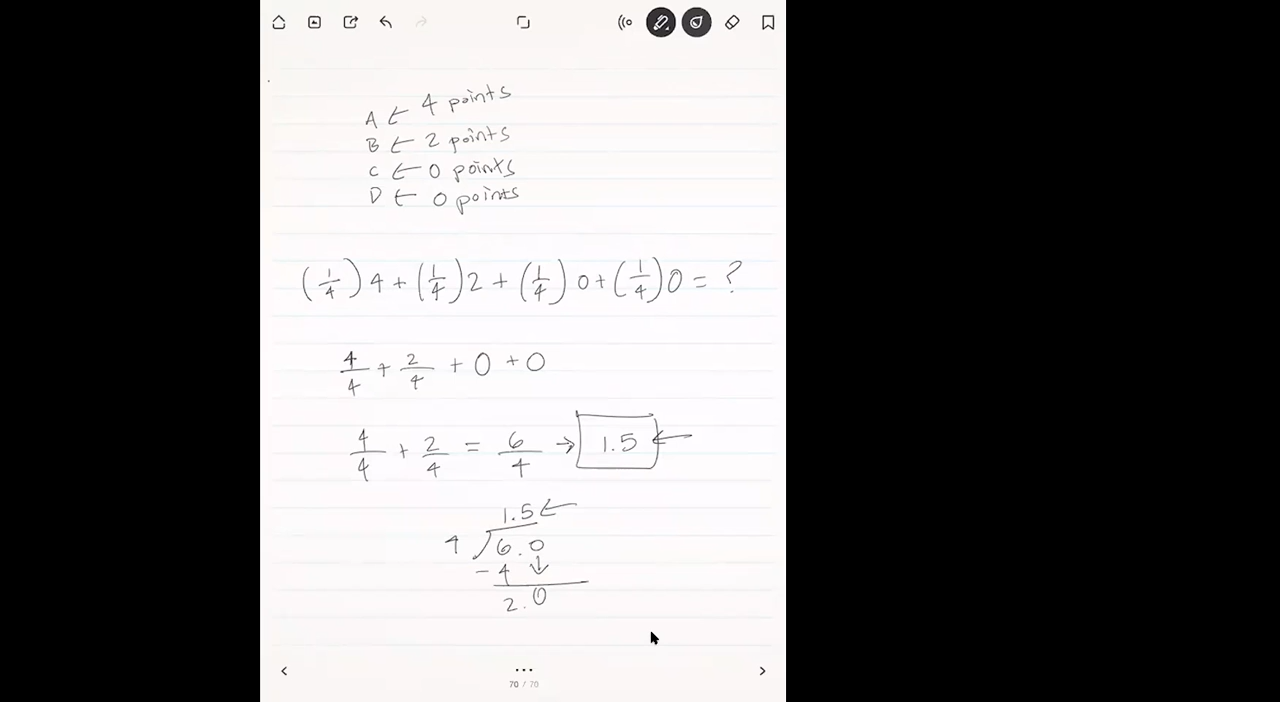 A ← 4 points
B ← 2 points
C ← 0 points
D ← 0 points
(1/4)4 + (1/4)2 + (1/4)0 + (1/4)0 = ?
4/4 + 2/4 + 0 + 0
4/4 + 2/4 = 6/4 → 1.5 ←
1.5 ←
4 ) 6.0
- 4 ↓
2.0
70 / 70